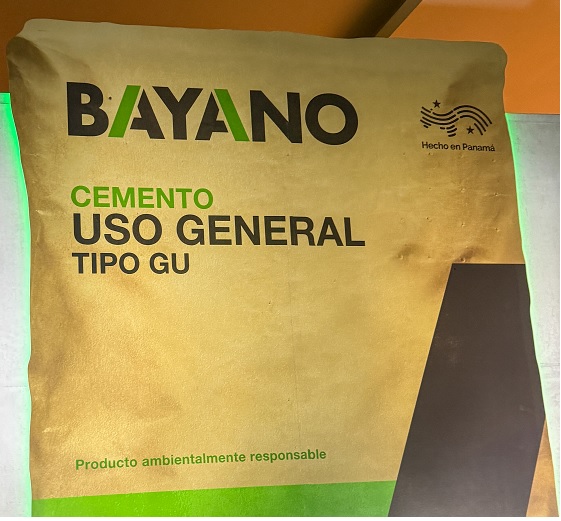 BAYANO
Hecho en Panamá
CEMENTO
USO GENERAL
TIPO GU
Producto ambientalmente responsable